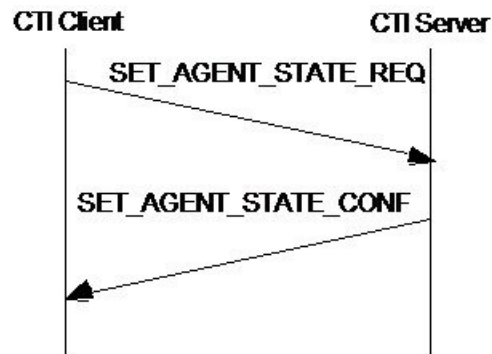 CTI Client CTI Server
SET_AGENT_STATE_REQ
SET_AGENT_STATE_CONF